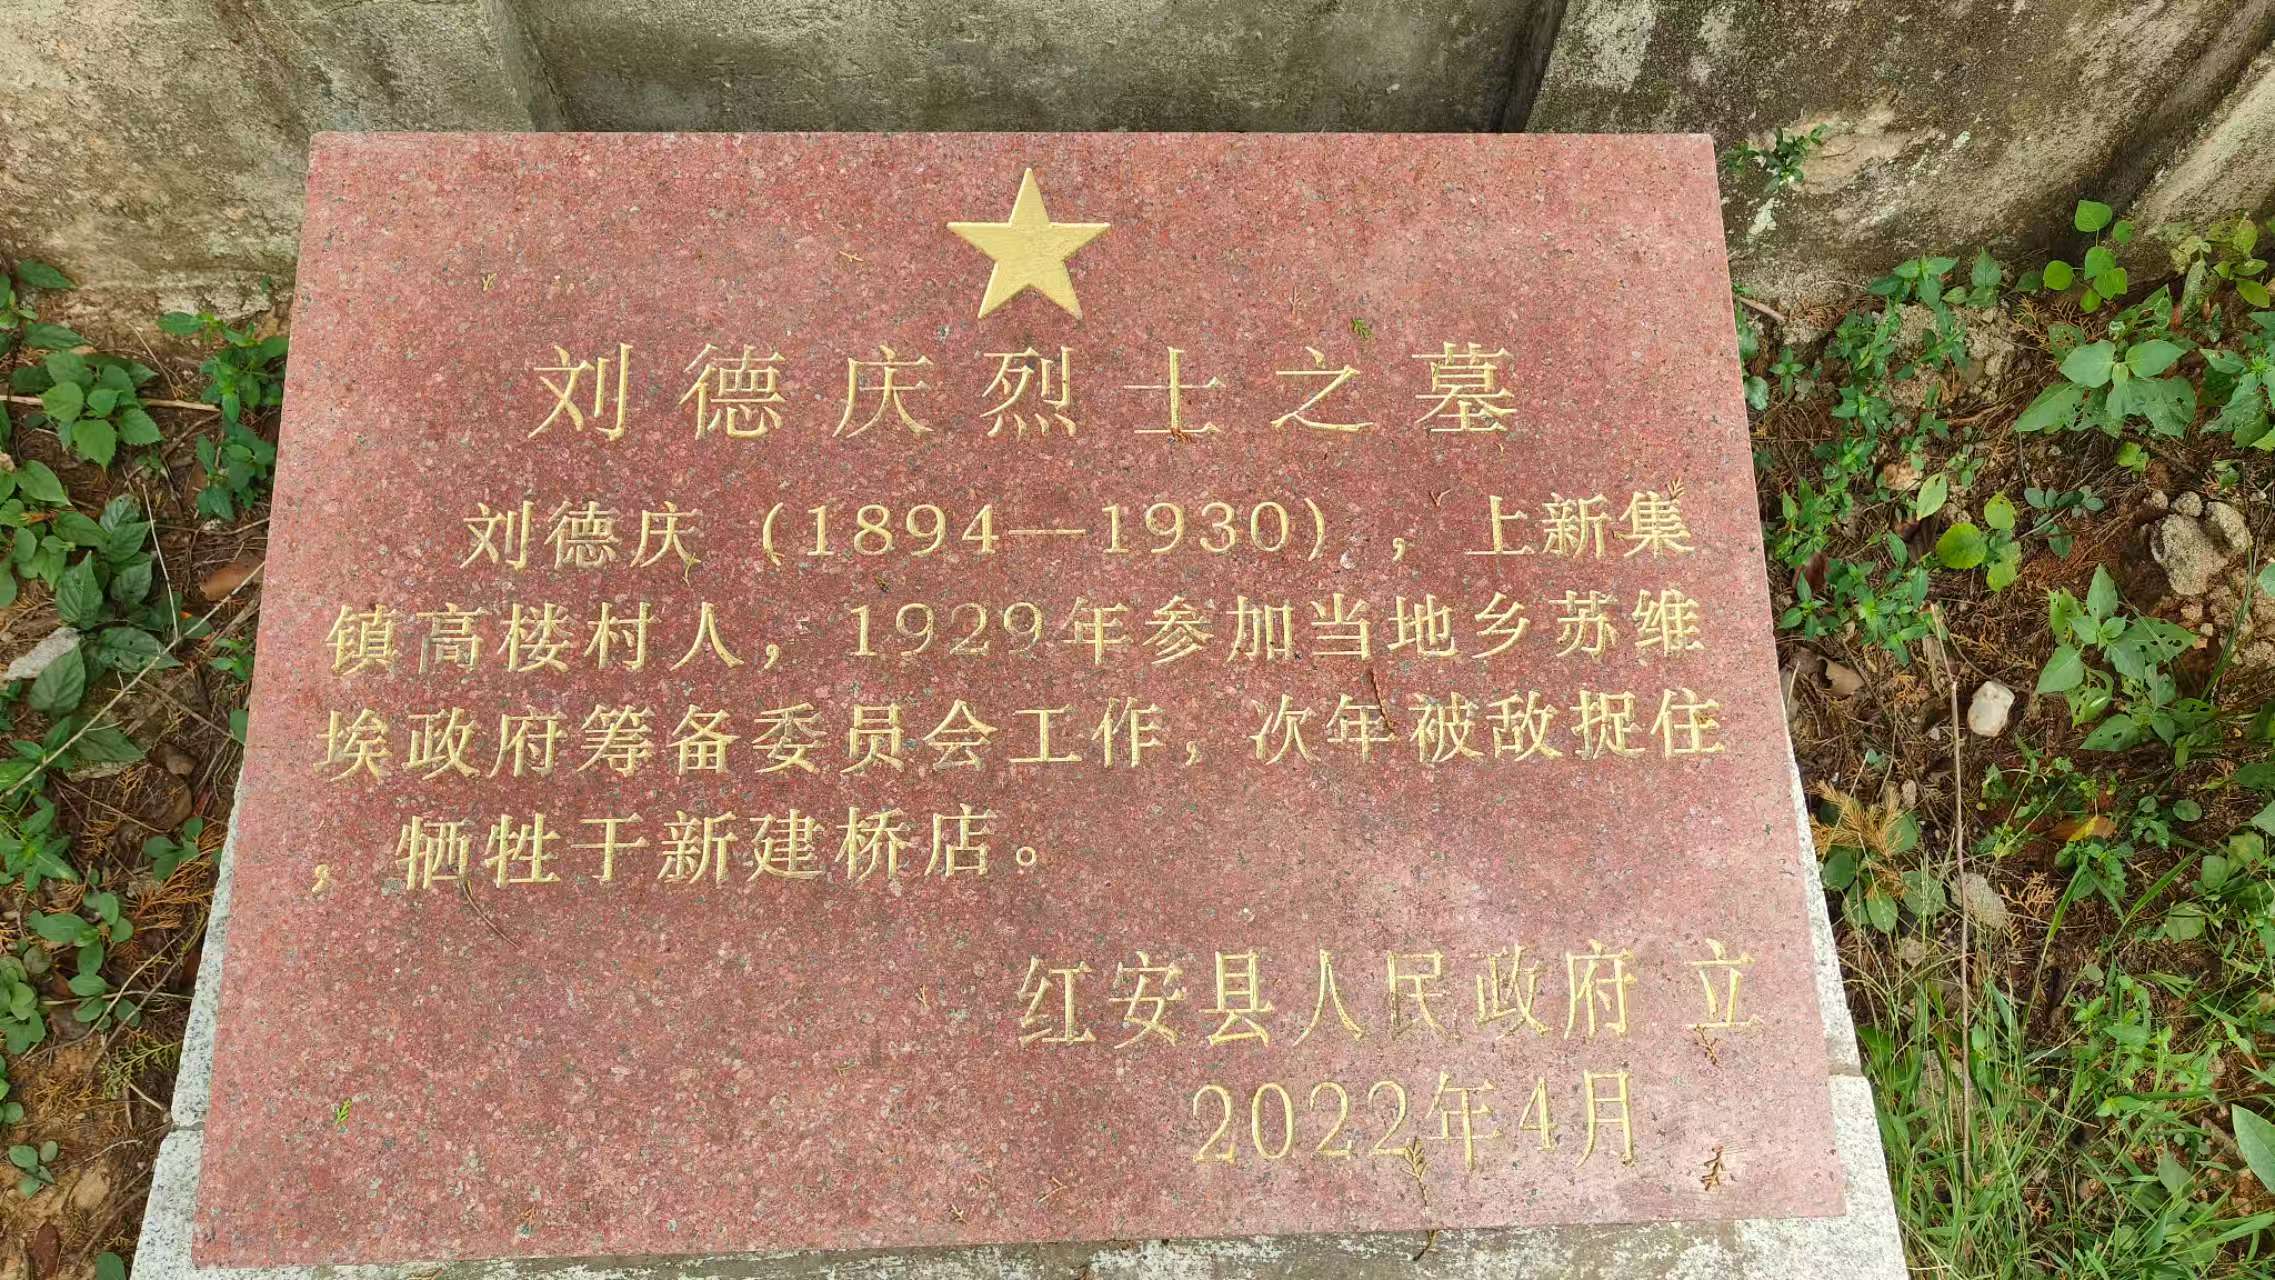 刘德庆烈士之墓
刘德庆（1894—1930），上新集
镇高楼村人，1929年参加当地乡苏维
埃政府筹备委员会工作，次年被敌捉住
，牺牲于新建桥店。
红安县人民政府 立
2022年4月